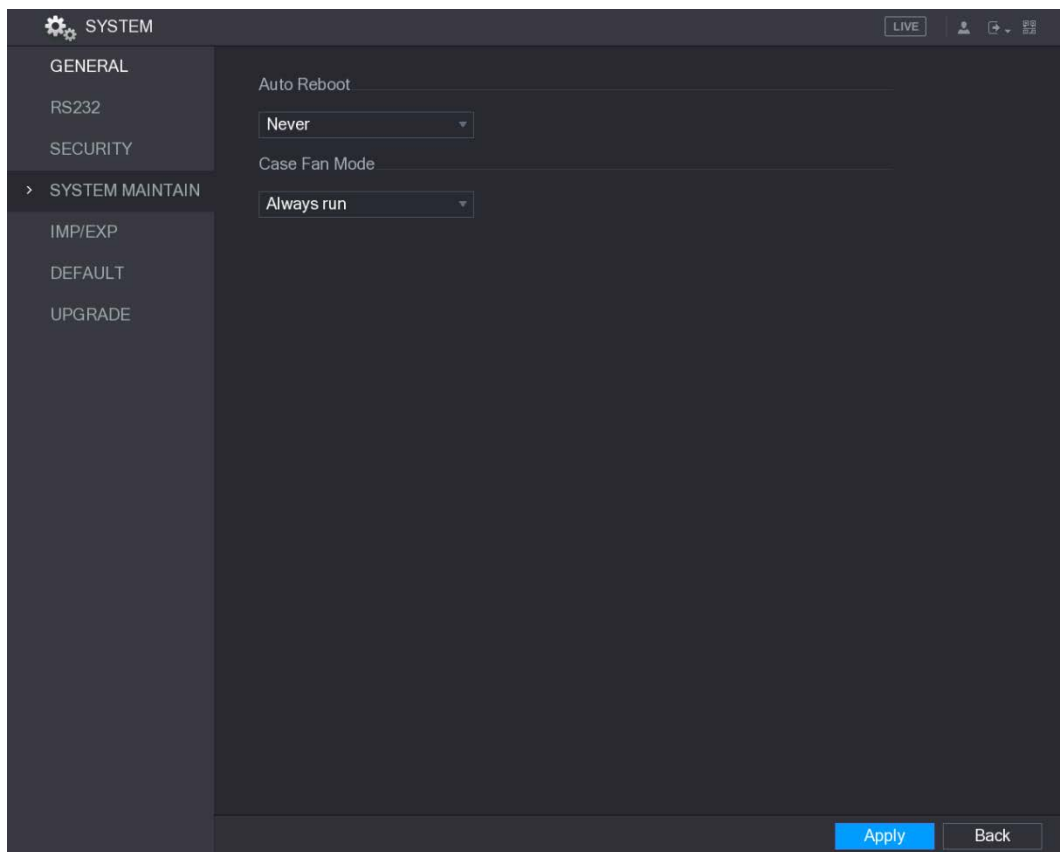 SYSTEM
LIVE
GENERAL
RS232
SECURITY
SYSTEM MAINTAIN
IMP/EXP
DEFAULT
UPGRADE
Auto Reboot
Never
Case Fan Mode
Always run
Apply
Back